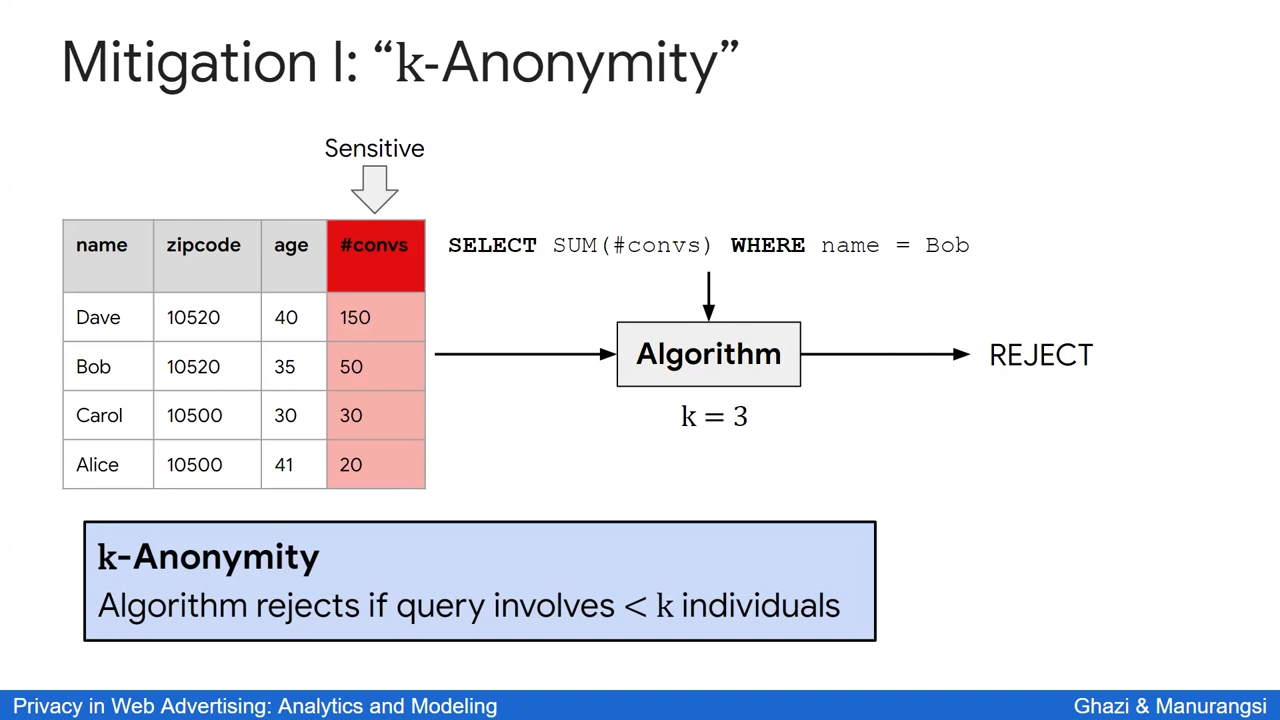 Mitigation I: “k-Anonymity”
Sensitive
name zipcode age #convs
SELECT SUM(#convs) WHERE name = Bob
Dave 10520 40 150
Bob 10520 35 50
Carol 10500 30 30
Alice 10500 41 20
Algorithm
REJECT
k = 3
k-Anonymity
Algorithm rejects if query involves < k individuals
Privacy in Web Advertising: Analytics and Modeling
Ghazi & Manurangsi